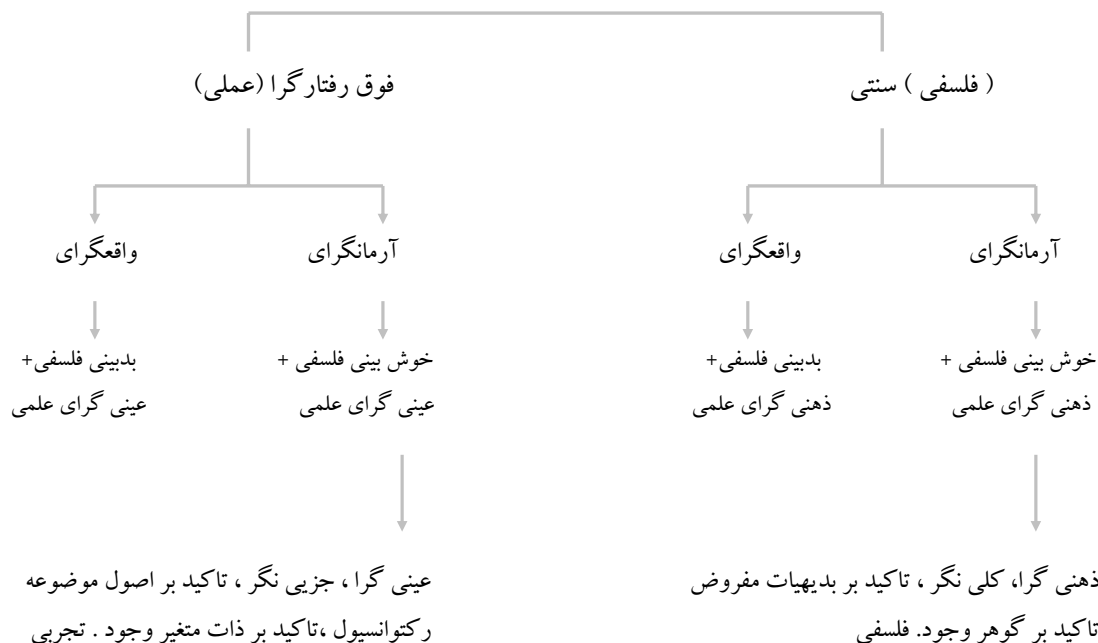 ( فلسفی ) سنتی
فوق رفتارگرا (عملی)
آرمانگرای
واقعگرای
آرمانگرای
واقعگرای
خوش بینی فلسفی +
ذهنی گرای علمی
بدبینی فلسفی+
ذهنی گرای علمی
خوش بینی فلسفی +
عینی گرای علمی
بدبینی فلسفی+
عینی گرای علمی
ذهنی گرا، کلی نگر ، تاکید بر بدیهیات مفروض
تاکید بر گوهر وجود. فلسفی
عینی گرا ، جزیی نگر ، تاکید بر اصول موضوعه
رکتوانسیول ،تاکید بر ذات متغیر وجود . تجربی